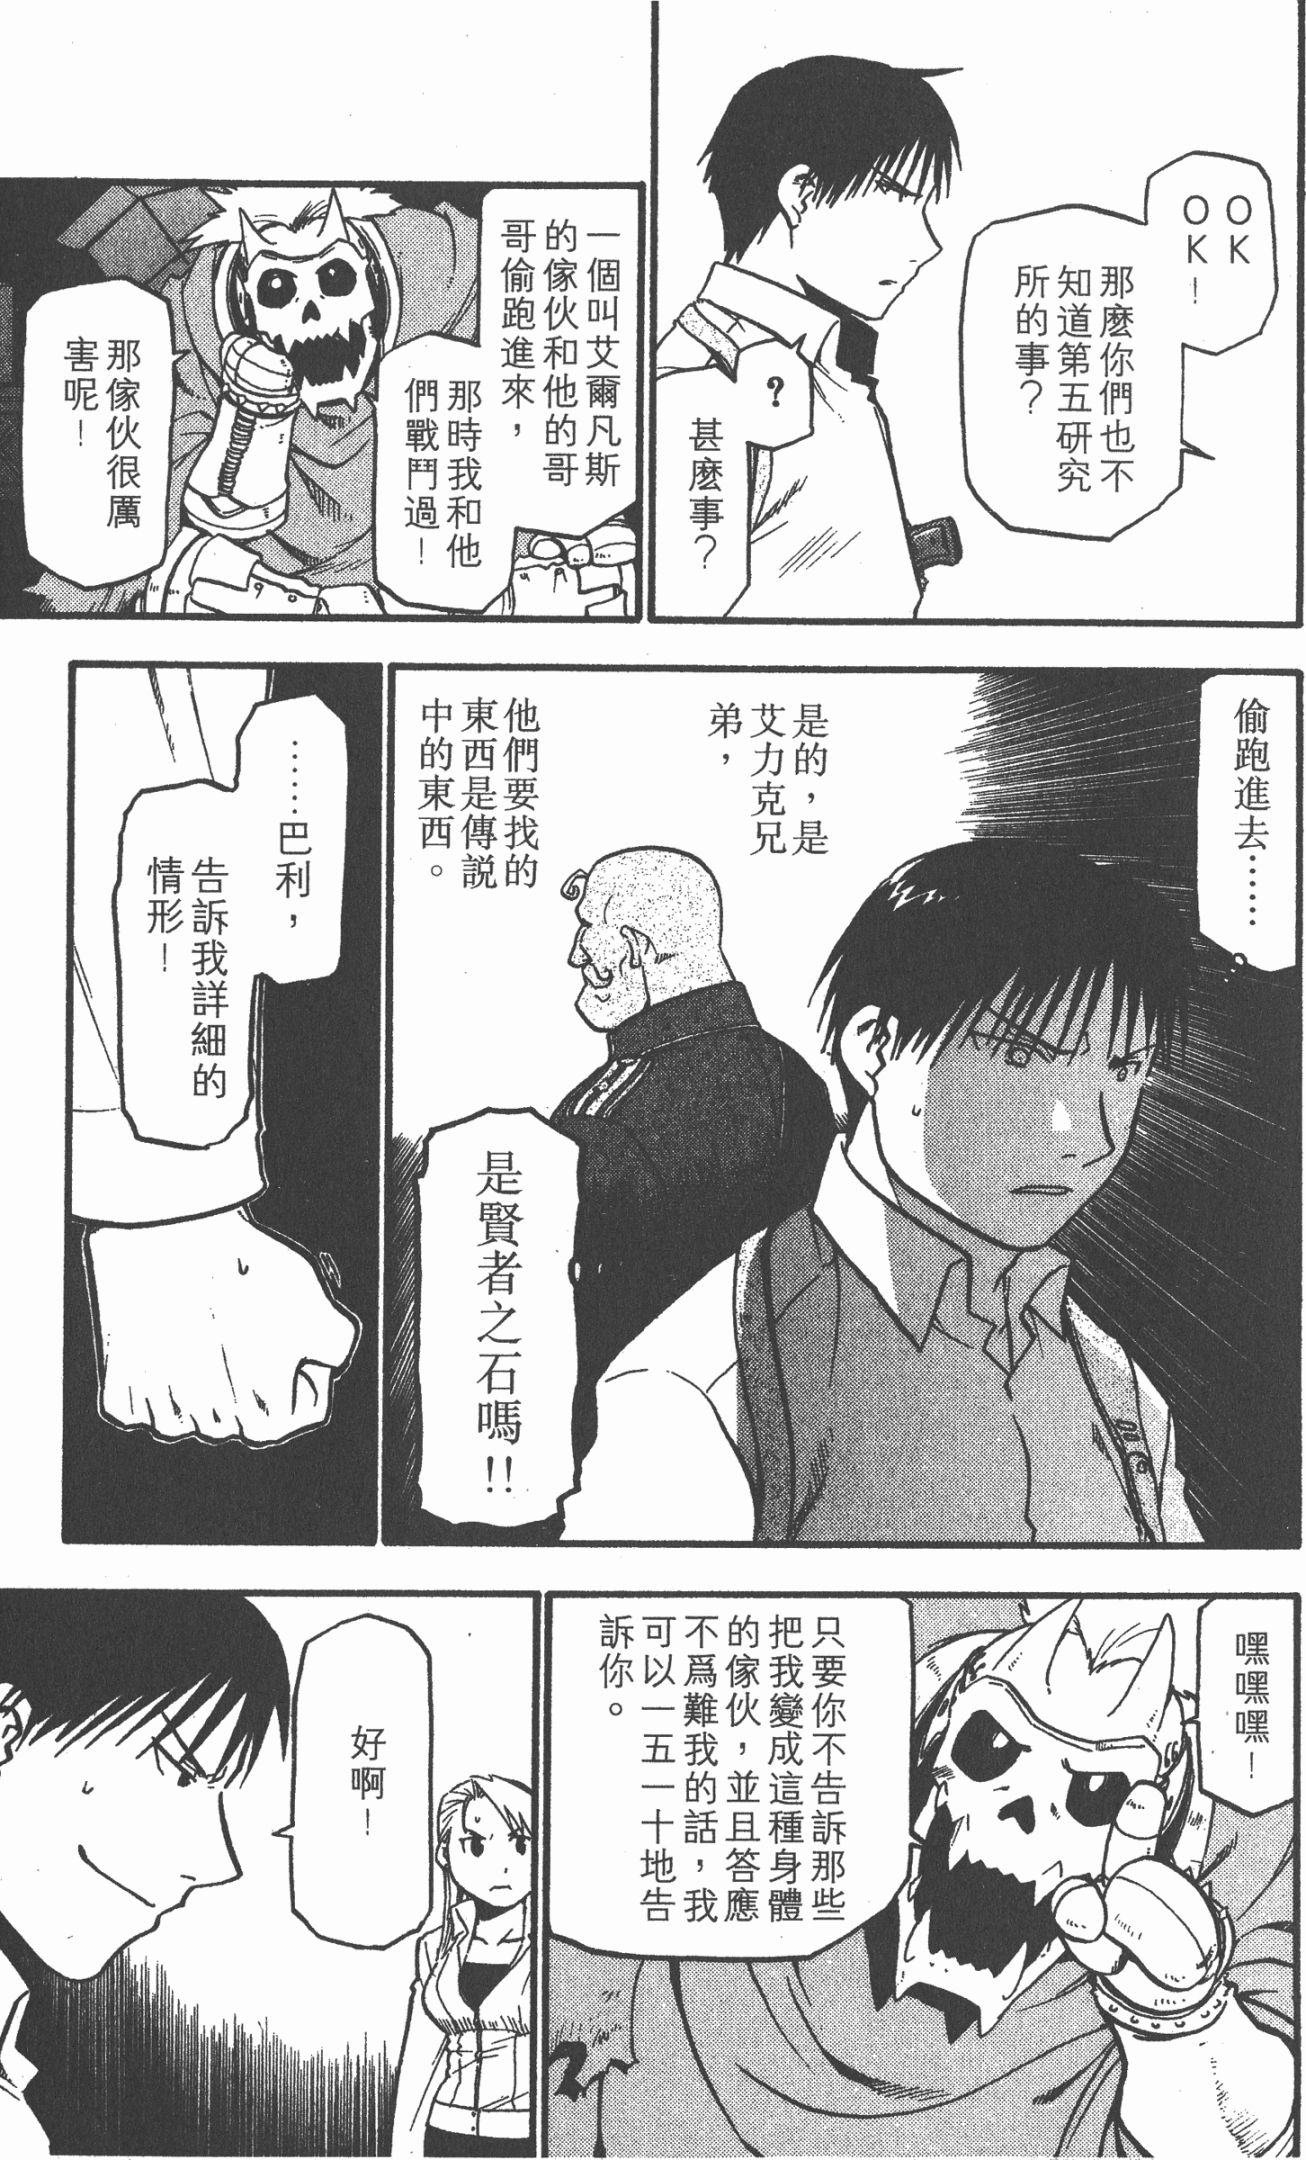 OK
OK！
那麼你們也不
知道第五研究
所的事？
？
甚麼事？
一個叫艾爾凡斯
的傢伙和他的哥
哥偷跑進來，
那時我和他
們戰鬥過！
那傢伙很厲
害呢！
偷跑進去……
是的，是
艾力克兄
弟，
他們要找的
東西是傳說
中的東西。
是賢者之石嗎!!
……巴利，
告訴我詳細的
情形！
嘿嘿嘿！
只要你不告訴那些
把我變成這種身體
的傢伙，並且答應
不爲難我的話，我
可以一五一十地告
訴你。
好啊！